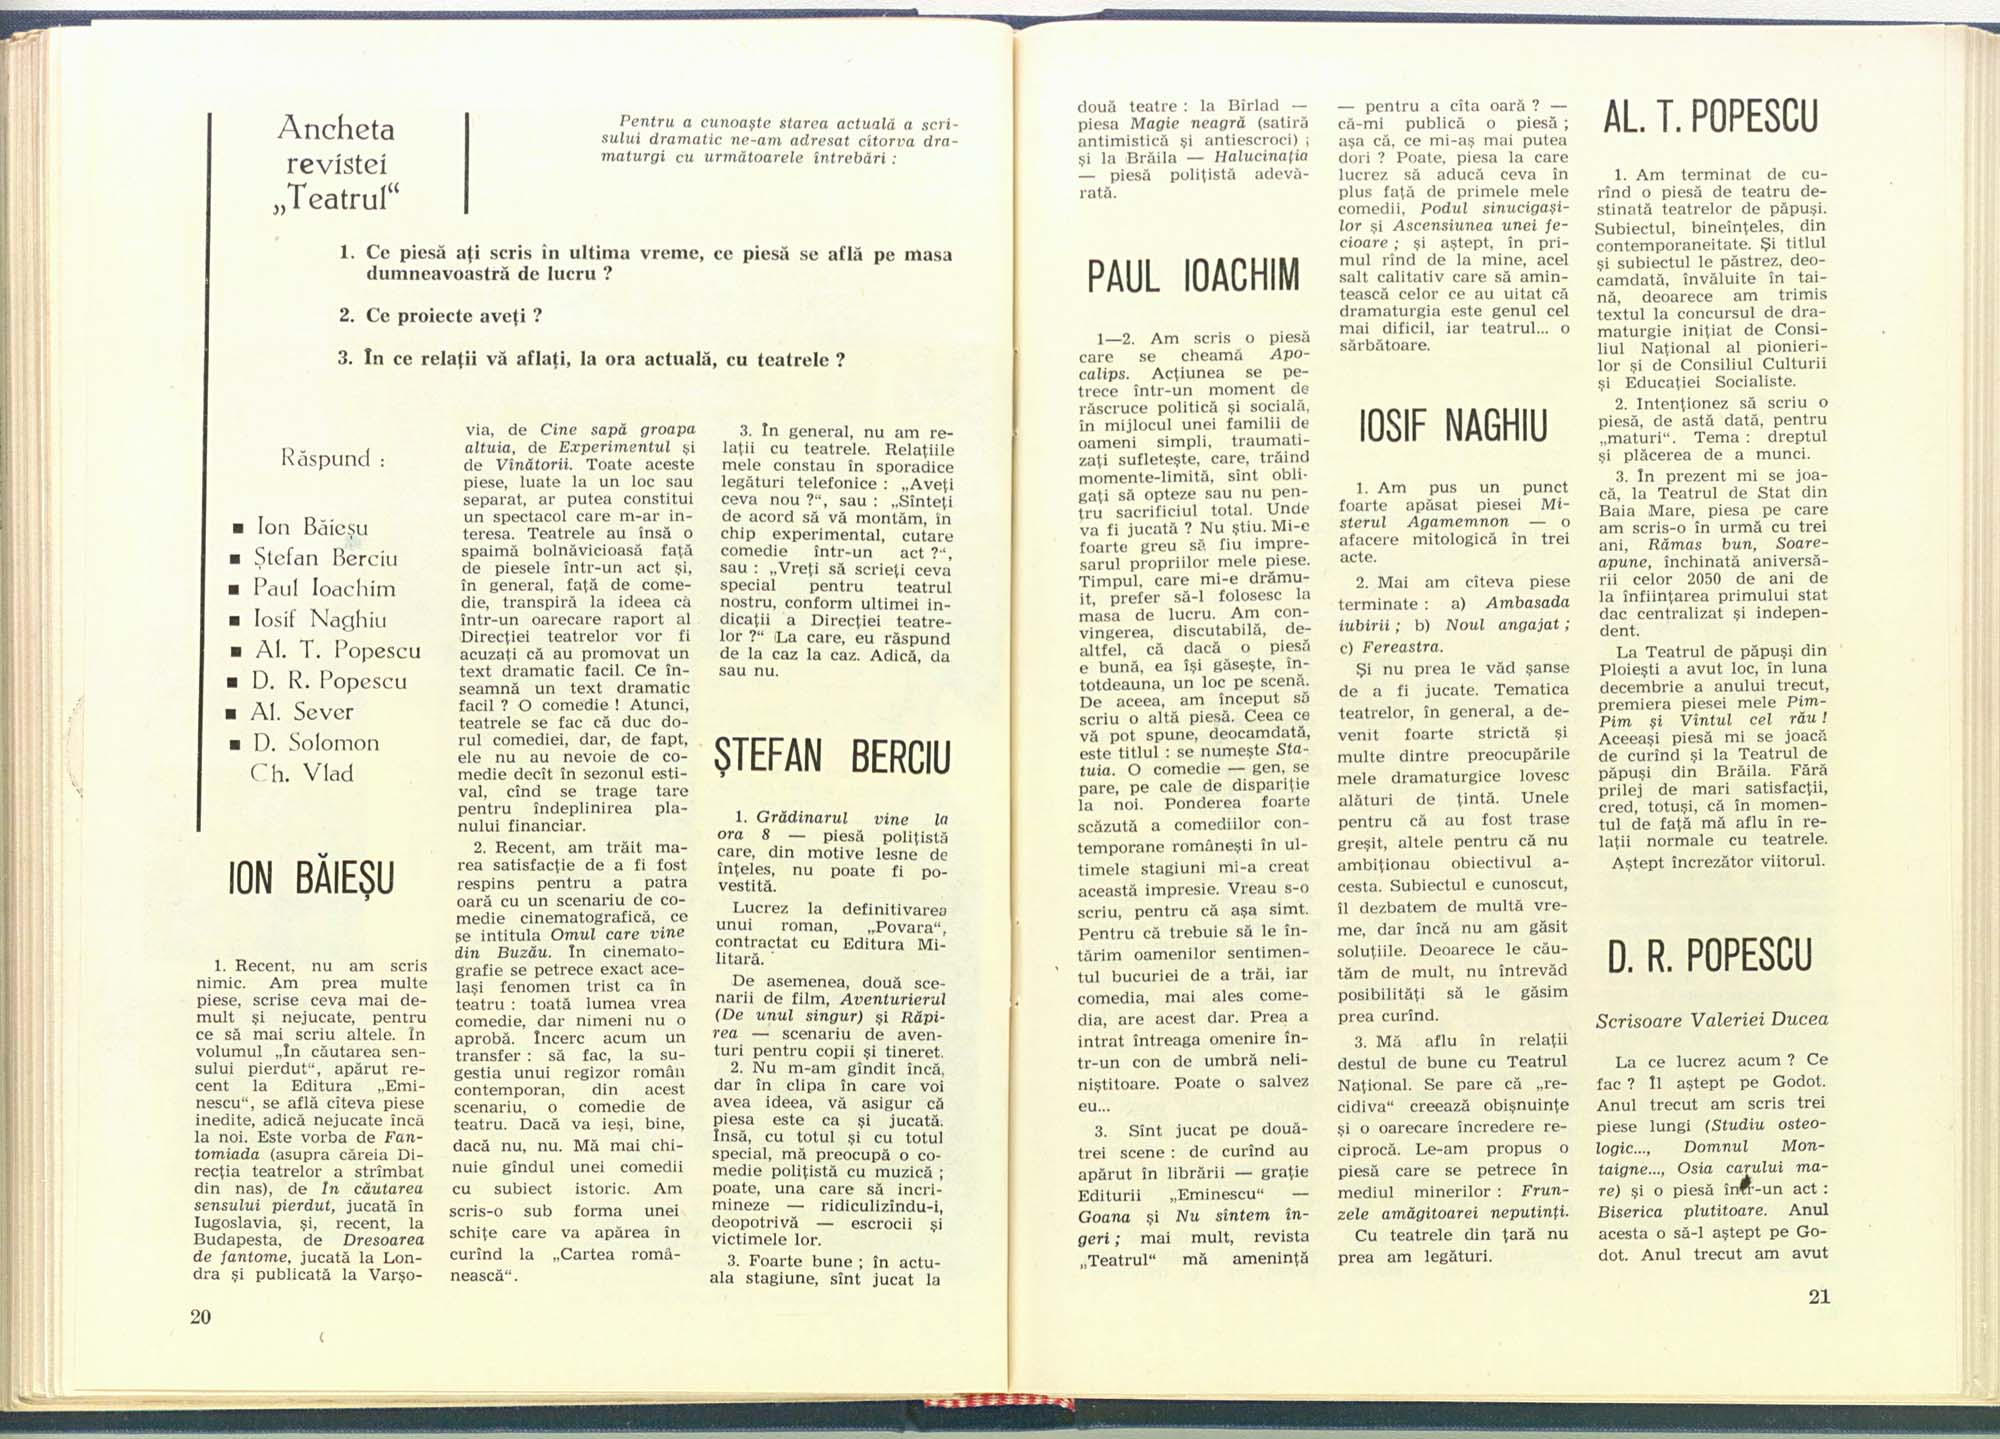 Ancheta
revistei
„Teatrul“
Pentru a cunoaşte starea actuală a scri-
sului dramatic ne-am adresat cîtorva dra-
maturgi cu următoarele întrebări :
1. Ce piesă aţi scris în ultima vreme, ce piesă se află pe masa
dumneavoastră de lucru ?
2. Ce proiecte aveţi ?
3. În ce relaţii vă aflaţi, la ora actuală, cu teatrele ?
Răspund :
■ Ion Băieşu
■ Ştefan Berciu
■ Paul Ioachim
■ Iosif Naghiu
■ Al. T. Popescu
■ D. R. Popescu
■ Al. Sever
■ D. Solomon
Gh. Vlad
ION BĂIEŞU
1. Recent, nu am scris
nimic. Am prea multe
piese, scrise ceva mai de-
mult şi nejucate, pentru
ce să mai scriu altele. În
volumul „În căutarea sen-
sului pierdut“, apărut re-
cent la Editura „Emi-
nescu“, se află cîteva piese
inedite, adică nejucate încă
la noi. Este vorba de Fan-
tomiada (asupra căreia Di-
recţia teatrelor a strîmbat
din nas), de În căutarea
sensului pierdut, jucată în
Iugoslavia, şi, recent, la
Budapesta, de Dresoarea
de fantome, jucată la Lon-
dra şi publicată la Varşo-
via, de Cine sapă groapa
altuia, de Experimentul şi
de Vînătorii. Toate aceste
piese, luate la un loc sau
separat, ar putea constitui
un spectacol care m-ar in-
teresa. Teatrele au însă o
spaimă bolnăvicioasă faţă
de piesele într-un act şi,
în general, faţă de come-
die, transpiră la ideea că
într-un oarecare raport al
Direcţiei teatrelor vor fi
acuzaţi că au promovat un
text dramatic facil. Ce în-
seamnă un text dramatic
facil ? O comedie ! Atunci,
teatrele se fac că duc do-
rul comediei, dar, de fapt,
ele nu au nevoie de co-
medie decît în sezonul esti-
val, cînd se trage tare
pentru îndeplinirea pla-
nului financiar.
2. Recent, am trăit ma-
rea satisfacţie de a fi fost
respins pentru a patra
oară cu un scenariu de co-
medie cinematografică, ce
se intitula Omul care vine
din Buzău. În cinemato-
grafie se petrece exact ace-
laşi fenomen trist ca în
teatru : toată lumea vrea
comedie, dar nimeni nu o
aprobă. Încerc acum un
transfer : să fac, la su-
gestia unui regizor român
contemporan, din acest
scenariu, o comedie de
teatru. Dacă va ieşi, bine,
dacă nu, nu. Mă mai chi-
nuie gîndul unei comedii
cu subiect istoric. Am
scris-o sub forma unei
schiţe care va apărea în
curînd la „Cartea româ-
nească“.
3. În general, nu am re-
laţii cu teatrele. Relaţiile
mele constau în sporadice
legături telefonice : „Aveţi
ceva nou ?“, sau : „Sînteţi
de acord să vă montăm, în
chip experimental, cutare
comedie într-un act ?“,
sau : „Vreţi să scrieţi ceva
special pentru teatrul
nostru, conform ultimei in-
dicaţii a Direcţiei teatre-
lor ?“ La care, eu răspund
de la caz la caz. Adică, da
sau nu.
ŞTEFAN BERCIU
1. Grădinarul vine la
ora 8 — piesă poliţistă
care, din motive lesne de
înţeles, nu poate fi po-
vestită.
Lucrez la definitivarea
unui roman, „Povara“,
contractat cu Editura Mi-
litară.
De asemenea, două sce-
narii de film, Aventurierul
(De unul singur) şi Răpi-
rea — scenariu de aven-
turi pentru copii şi tineret.
2. Nu m-am gîndit încă,
dar în clipa în care voi
avea ideea, vă asigur că
piesa este ca şi jucată.
Însă, cu totul şi cu totul
special, mă preocupă o co-
medie poliţistă cu muzică ;
poate, una care să incri-
mineze — ridiculizîndu-i,
deopotrivă — escrocii şi
victimele lor.
3. Foarte bune ; în actu-
ala stagiune, sînt jucat la
20
două teatre : la Bîrlad —
piesa Magie neagră (satiră
antimistică şi antiescroci) ;
şi la Brăila — Halucinaţia
— piesă poliţistă adevă-
rată.
PAUL IOACHIM
1—2. Am scris o piesă
care se cheamă Apo-
calips. Acţiunea se pe-
trece într-un moment de
răscruce politică şi socială,
în mijlocul unei familii de
oameni simpli, traumati-
zaţi sufleteşte, care, trăind
momente-limită, sînt obli-
gaţi să opteze sau nu pen-
tru sacrificiul total. Unde
va fi jucată ? Nu ştiu. Mi-e
foarte greu să fiu impre-
sarul propriilor mele piese.
Timpul, care mi-e drămu-
it, prefer să-l folosesc la
masa de lucru. Am con-
vingerea, discutabilă, de-
altfel, că dacă o piesă
e bună, ea îşi găseşte, în-
totdeauna, un loc pe scenă.
De aceea, am început să
scriu o altă piesă. Ceea ce
vă pot spune, deocamdată,
este titlul : se numeşte Sta-
tuia. O comedie — gen, se
pare, pe cale de dispariţie
la noi. Ponderea foarte
scăzută a comediilor con-
temporane româneşti în ul-
timele stagiuni mi-a creat
această impresie. Vreau s-o
scriu, pentru că aşa simt.
Pentru că trebuie să le în-
tărim oamenilor sentimen-
tul bucuriei de a trăi, iar
comedia, mai ales come-
dia, are acest dar. Prea a
intrat întreaga omenire în-
tr-un con de umbră neli-
niştitoare. Poate o salvez
eu...
3. Sînt jucat pe două-
trei scene : de curînd au
apărut în librării — graţie
Editurii „Eminescu“ —
Goana şi Nu sîntem în-
geri ; mai mult, revista
„Teatrul“ mă ameninţă
— pentru a cîta oară ? —
că-mi publică o piesă ;
aşa că, ce mi-aş mai putea
dori ? Poate, piesa la care
lucrez să aducă ceva în
plus faţă de primele mele
comedii, Podul sinucigaşi-
lor şi Ascensiunea unei fe-
cioare ; şi aştept, în pri-
mul rînd de la mine, acel
salt calitativ care să amin-
tească celor ce au uitat că
dramaturgia este genul cel
mai dificil, iar teatrul... o
sărbătoare.
IOSIF NAGHIU
1. Am pus un punct
foarte apăsat piesei Mi-
sterul Agamemnon — o
afacere mitologică în trei
acte.
2. Mai am cîteva piese
terminate : a) Ambasada
iubirii ; b) Noul angajat ;
c) Fereastra.
Şi nu prea le văd şanse
de a fi jucate. Tematica
teatrelor, în general, a de-
venit foarte strictă şi
multe dintre preocupările
mele dramaturgice lovesc
alături de ţintă. Unele
pentru că au fost trase
greşit, altele pentru că nu
ambiţionau obiectivul a-
cesta. Subiectul e cunoscut,
îl dezbatem de multă vre-
me, dar încă nu am găsit
soluţiile. Deoarece le cău-
tăm de mult, nu întrevăd
posibilităţi să le găsim
prea curînd.
3. Mă aflu în relaţii
destul de bune cu Teatrul
Naţional. Se pare că „re-
cidiva“ creează obişnuinţe
şi o oarecare încredere re-
ciprocă. Le-am propus o
piesă care se petrece în
mediul minerilor : Frun-
zele amăgitoarei neputinţi.
Cu teatrele din ţară nu
prea am legături.
AL. T. POPESCU
1. Am terminat de cu-
rînd o piesă de teatru de-
stinată teatrelor de păpuşi.
Subiectul, bineînţeles, din
contemporaneitate. Şi titlul
şi subiectul le păstrez, deo-
camdată, învăluite în tai-
nă, deoarece am trimis
textul la concursul de dra-
maturgie iniţiat de Consi-
liul Naţional al pionieri-
lor şi de Consiliul Culturii
şi Educaţiei Socialiste.
2. Intenţionez să scriu o
piesă, de astă dată, pentru
„maturi“. Tema : dreptul
şi plăcerea de a munci.
3. În prezent mi se joa-
că, la Teatrul de Stat din
Baia Mare, piesa pe care
am scris-o în urmă cu trei
ani, Rămas bun, Soare-
apune, închinată aniversă-
rii celor 2050 de ani de
la înfiinţarea primului stat
dac centralizat şi indepen-
dent.
La Teatrul de păpuşi din
Ploieşti a avut loc, în luna
decembrie a anului trecut,
premiera piesei mele Pim-
Pim şi Vîntul cel rău !
Aceeaşi piesă mi se joacă
de curînd şi la Teatrul de
păpuşi din Brăila. Fără
prilej de mari satisfacţii,
cred, totuşi, că în momen-
tul de faţă mă aflu în re-
laţii normale cu teatrele.
Aştept încrezător viitorul.
D. R. POPESCU
Scrisoare Valeriei Ducea
La ce lucrez acum ? Ce
fac ? Îl aştept pe Godot.
Anul trecut am scris trei
piese lungi (Studiu osteo-
logic..., Domnul Mon-
taigne..., Osia carului ma-
re) şi o piesă într-un act :
Biserica plutitoare. Anul
acesta o să-l aştept pe Go-
dot. Anul trecut am avut
21